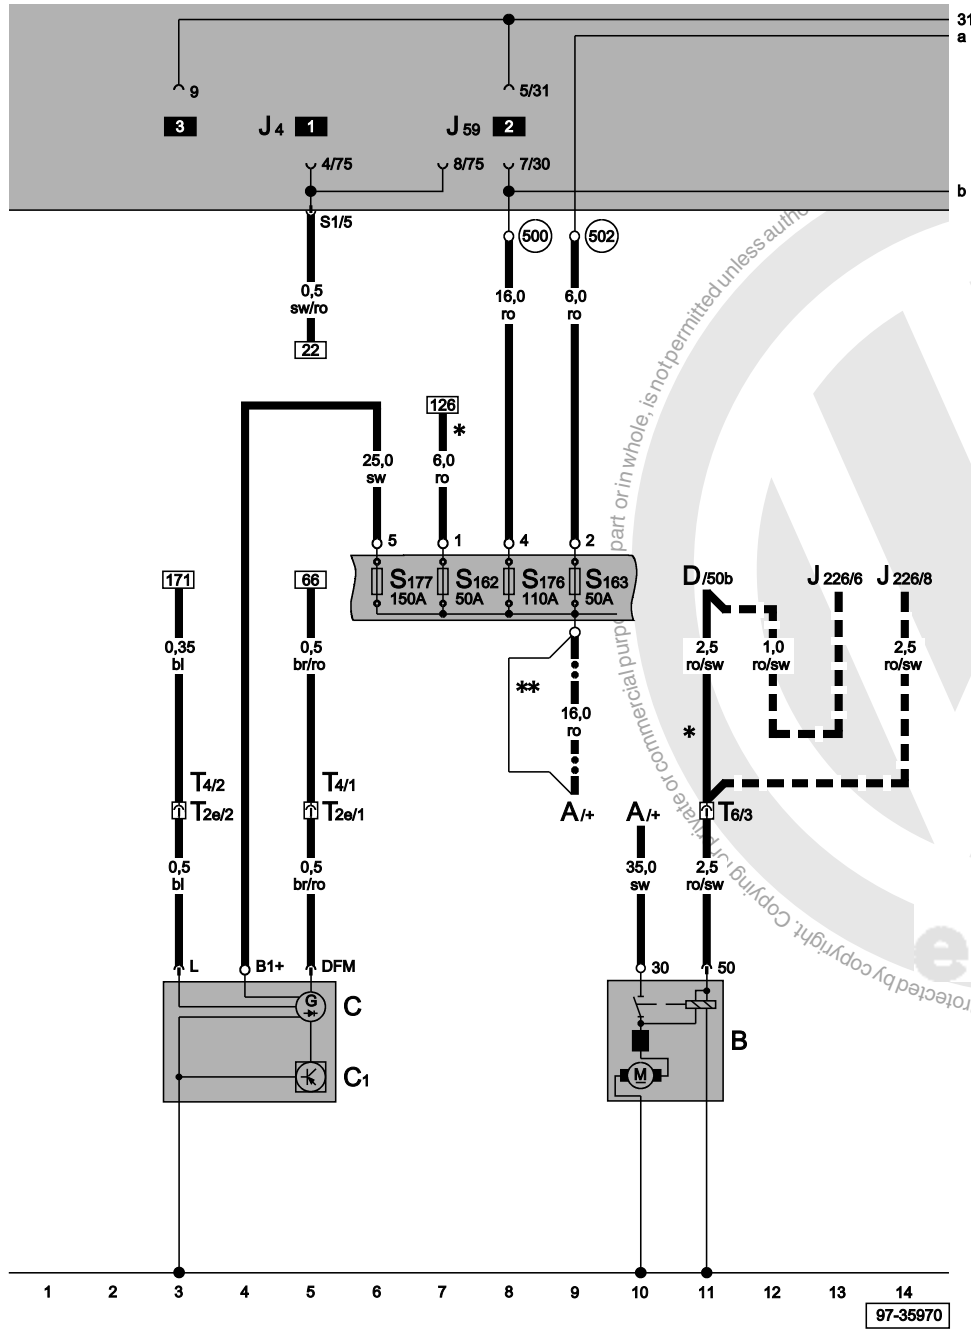 31
a
9
5/31
3
J 4
1
J 59
2
4/75
8/75
7/30
b
S1/5
500
502
0,5
sw/ro
16,0
ro
6,0
ro
22
126
*
25,0
sw
6,0
ro
5
1
4
2
S177
150A
S162
50A
S176
110A
S163
50A
171
66
D/50b
J 226/6
J 226/8
0,35
bl
0,5
br/ro
2,5
ro/sw
1,0
ro/sw
2,5
ro/sw
**
16,0
ro
*
T4/2
T2e/2
T4/1
T2e/1
A/+
A/+
T6/3
0,5
bl
0,5
br/ro
35,0
sw
2,5
ro/sw
L
B1+
DFM
30
50
G
C
C1
B
M
1 2 3 4 5 6 7 8 9 10 11 12 13 14
97-35970
part or in whole, is not permitted unless
commercial purpo
private or
Copying
rotected by copyright.
e